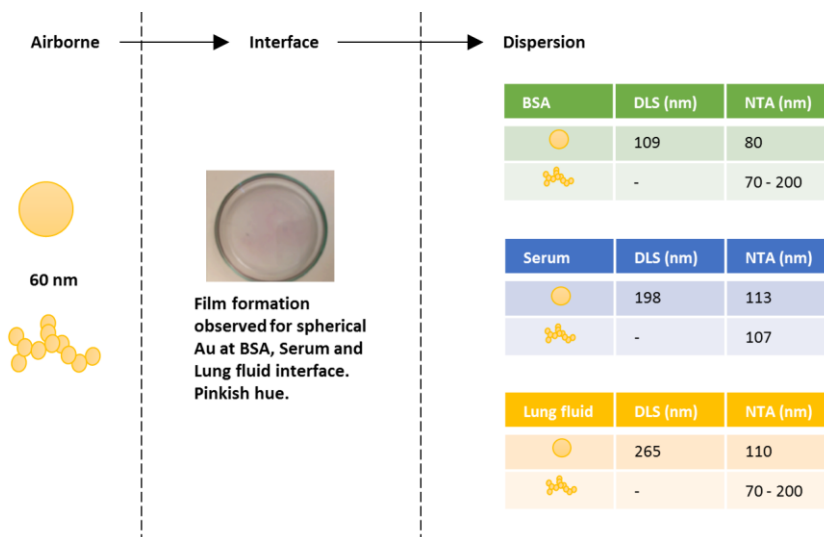 Airborne
Interface
Dispersion
60 nm
Film formation
observed for spherical
Au at BSA, Serum and
Lung fluid interface.
Pinkish hue.
BSA DLS (nm) NTA (nm)
109 80
- 70 - 200
Serum DLS (nm) NTA (nm)
198 113
- 107
Lung fluid DLS (nm) NTA (nm)
265 110
- 70 - 200